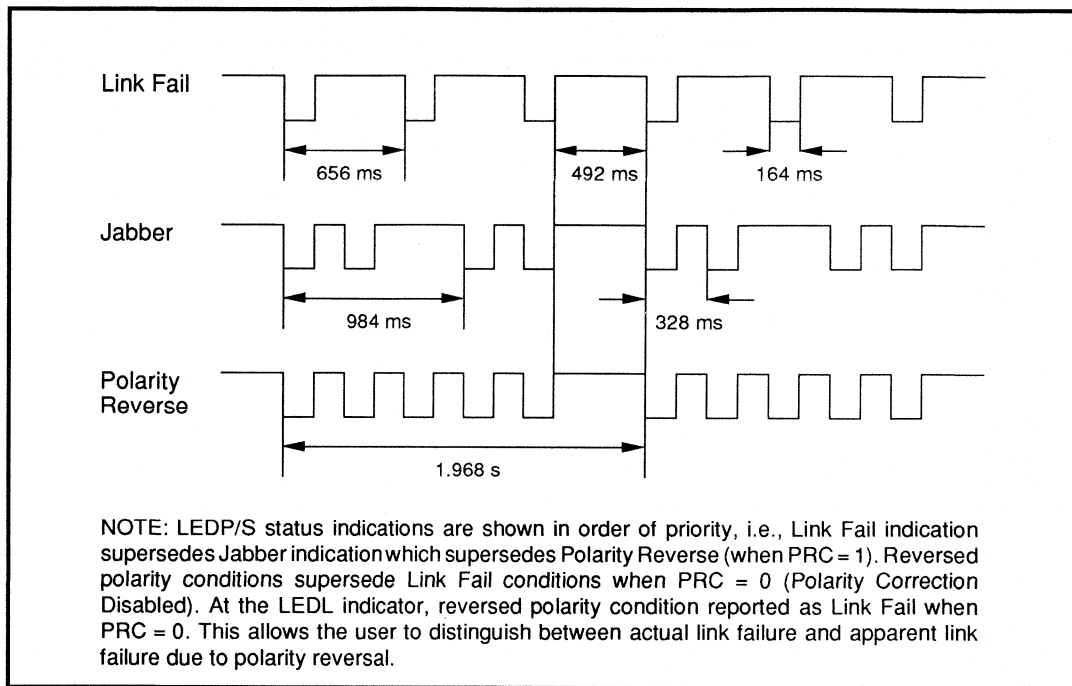 Link Fail
656 ms
492 ms
164 ms
Jabber
984 ms
328 ms
Polarity
Reverse
1.968 s
NOTE: LEDP/S status indications are shown in order of priority, i.e., Link Fail indication
supersedes Jabber indication which supersedes Polarity Reverse (when PRC = 1). Reversed
polarity conditions supersede Link Fail conditions when PRC = 0 (Polarity Correction
Disabled). At the LEDL indicator, reversed polarity condition reported as Link Fail when
PRC = 0. This allows the user to distinguish between actual link failure and apparent link
failure due to polarity reversal.